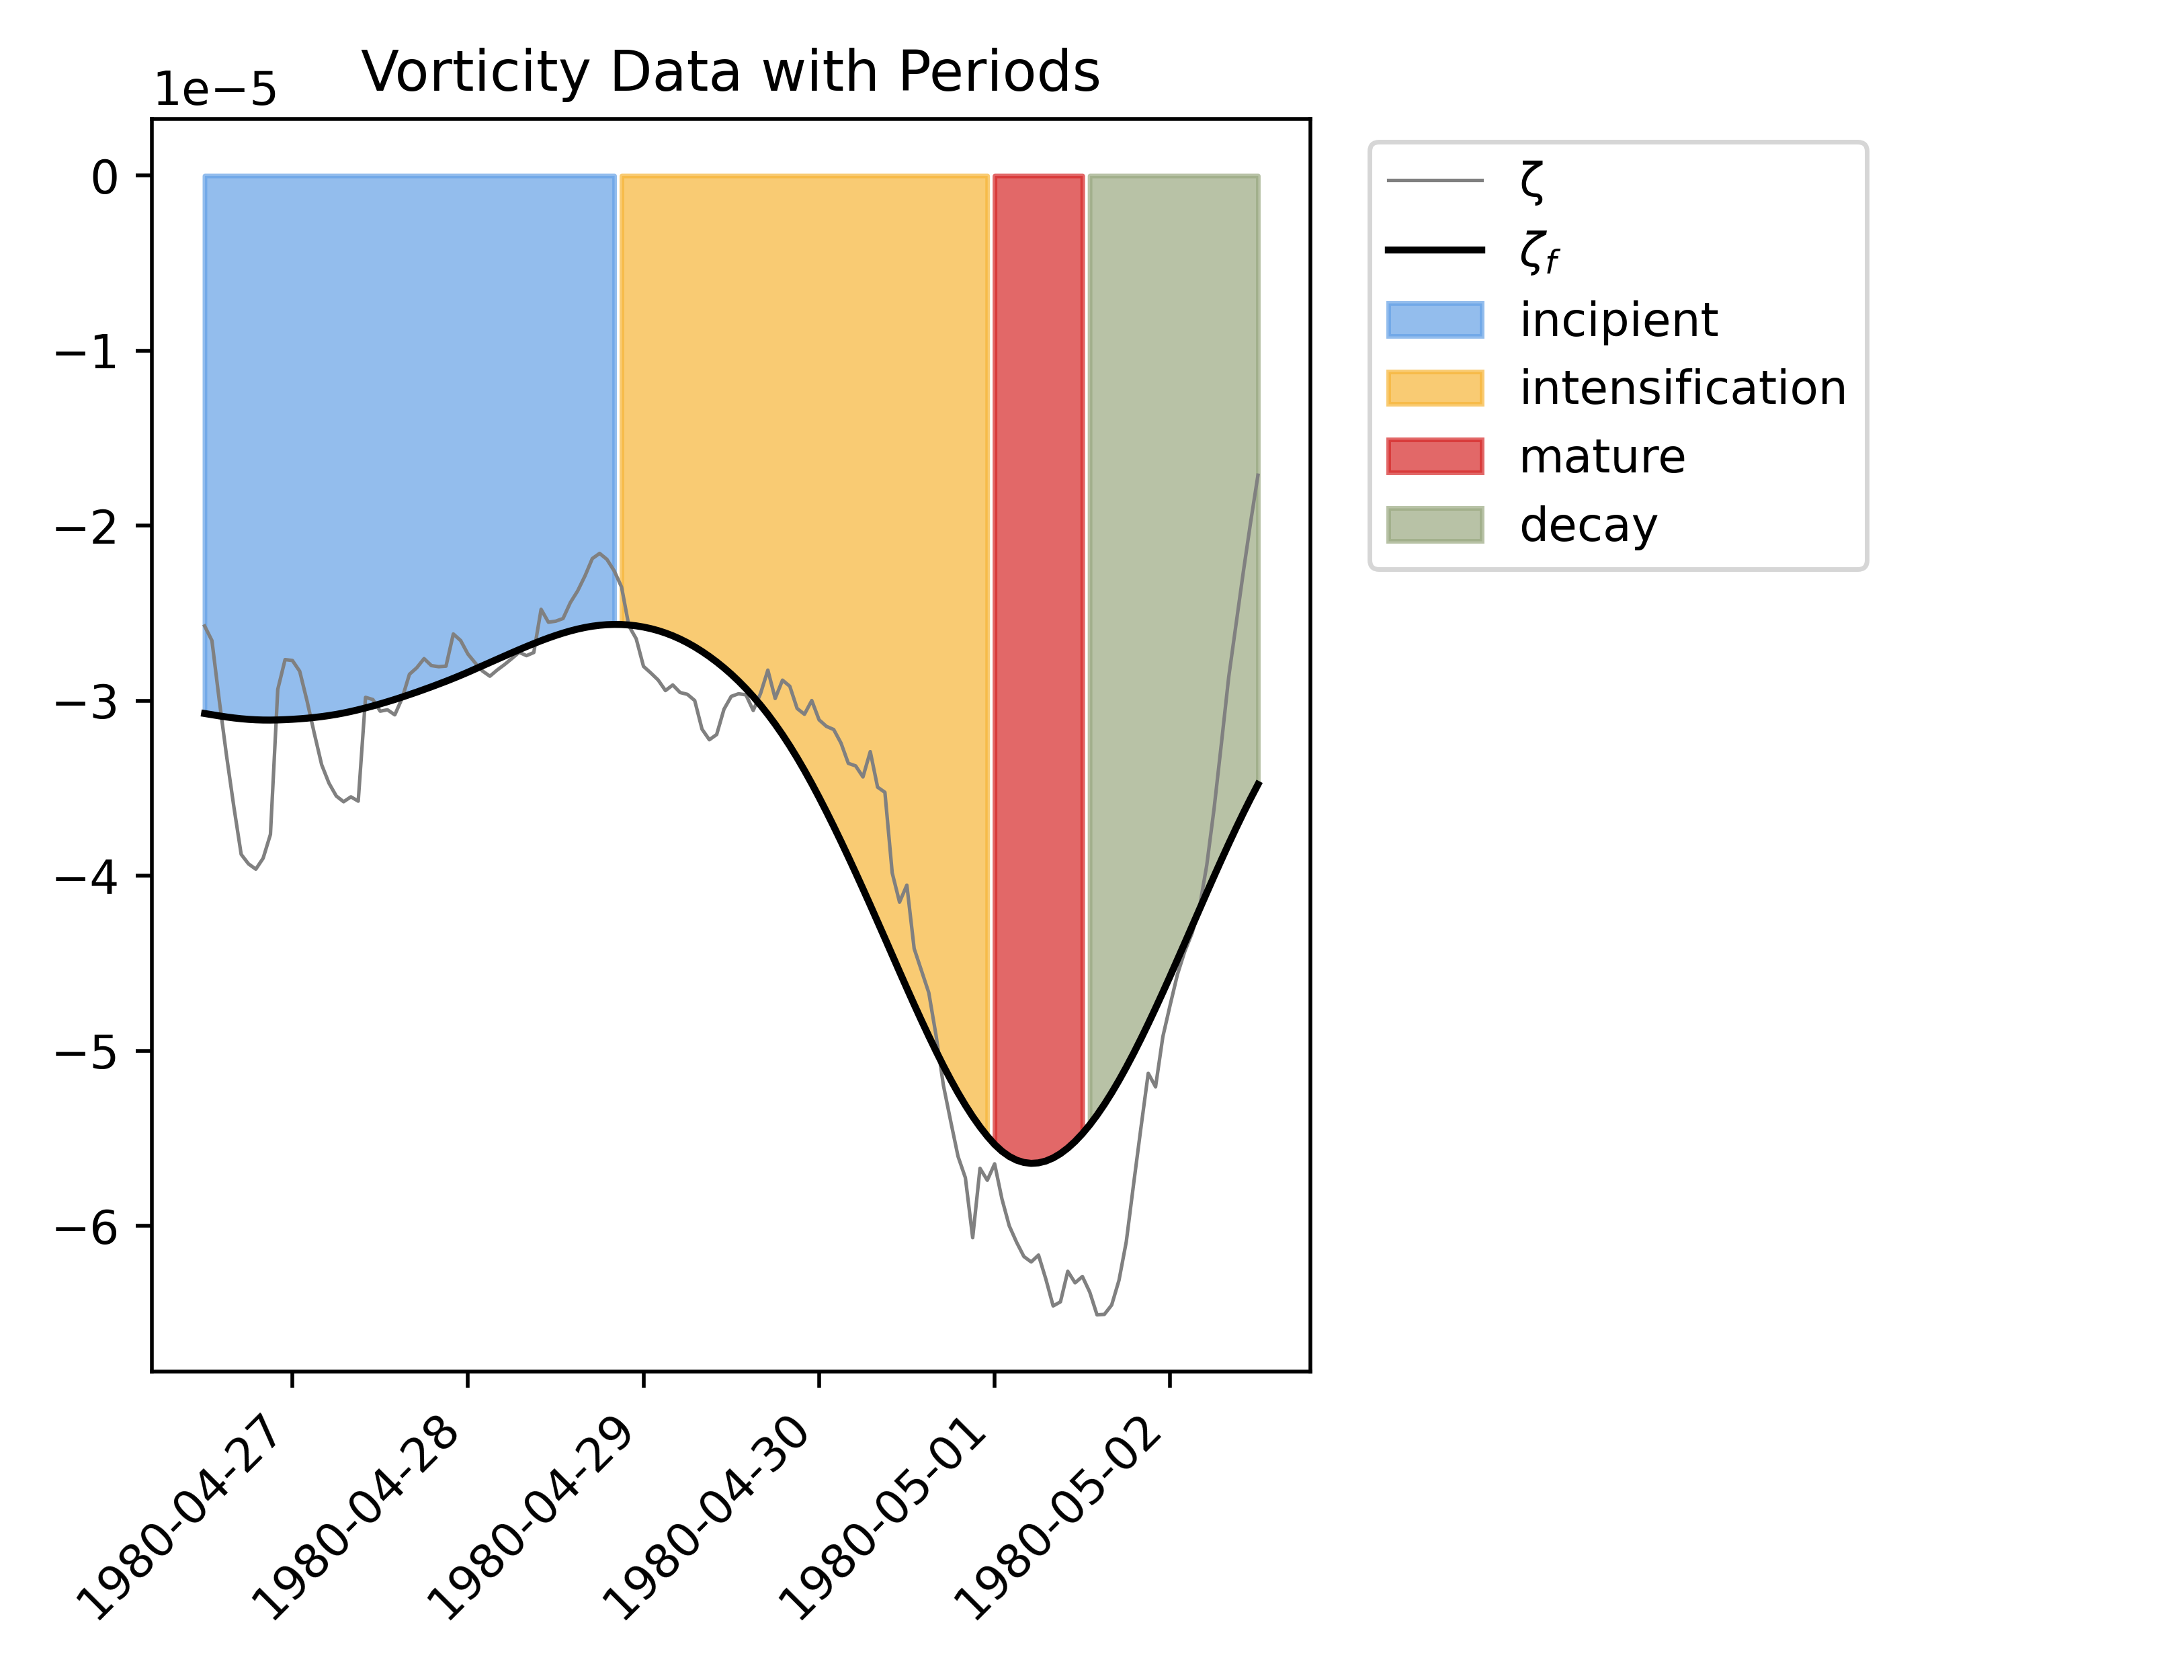 Vorticity Data with Periods
1e−5
0
−1
−2
−3
−4
−5
−6
1980-04-27
1980-04-28
1980-04-29
1980-04-30
1980-05-01
1980-05-02
ζ
ζf
incipient
intensification
mature
decay